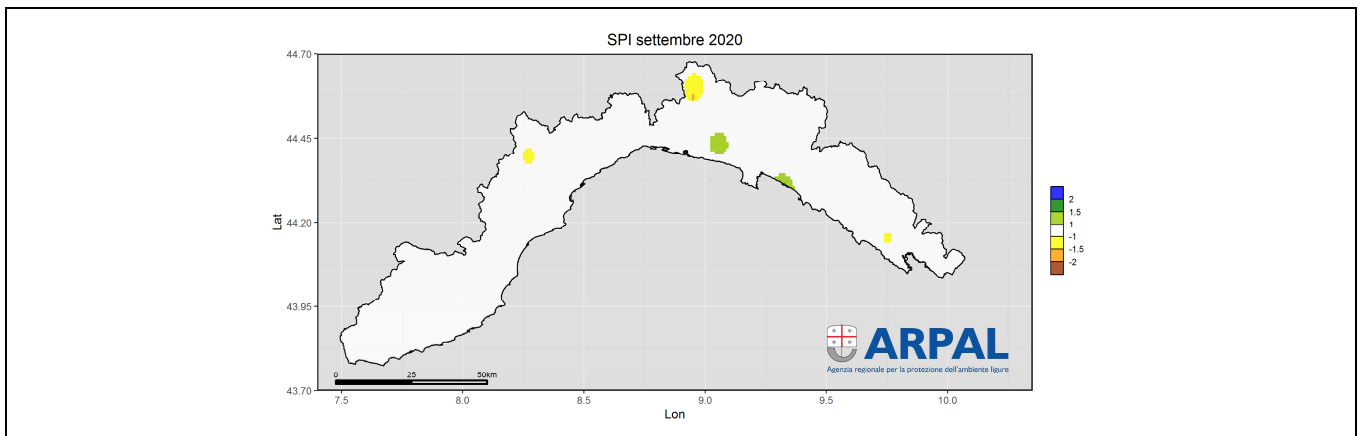 SPI settembre 2020
44.70
44.45
44.20
43.95
43.70
Lat
2
1.5
1
-1
-1.5
-2
ARPAL
Agenzia regionale per la protezione dell'ambiente ligure
0 25 50km
7.5 8.0 8.5 9.0 9.5 10.0
Lon